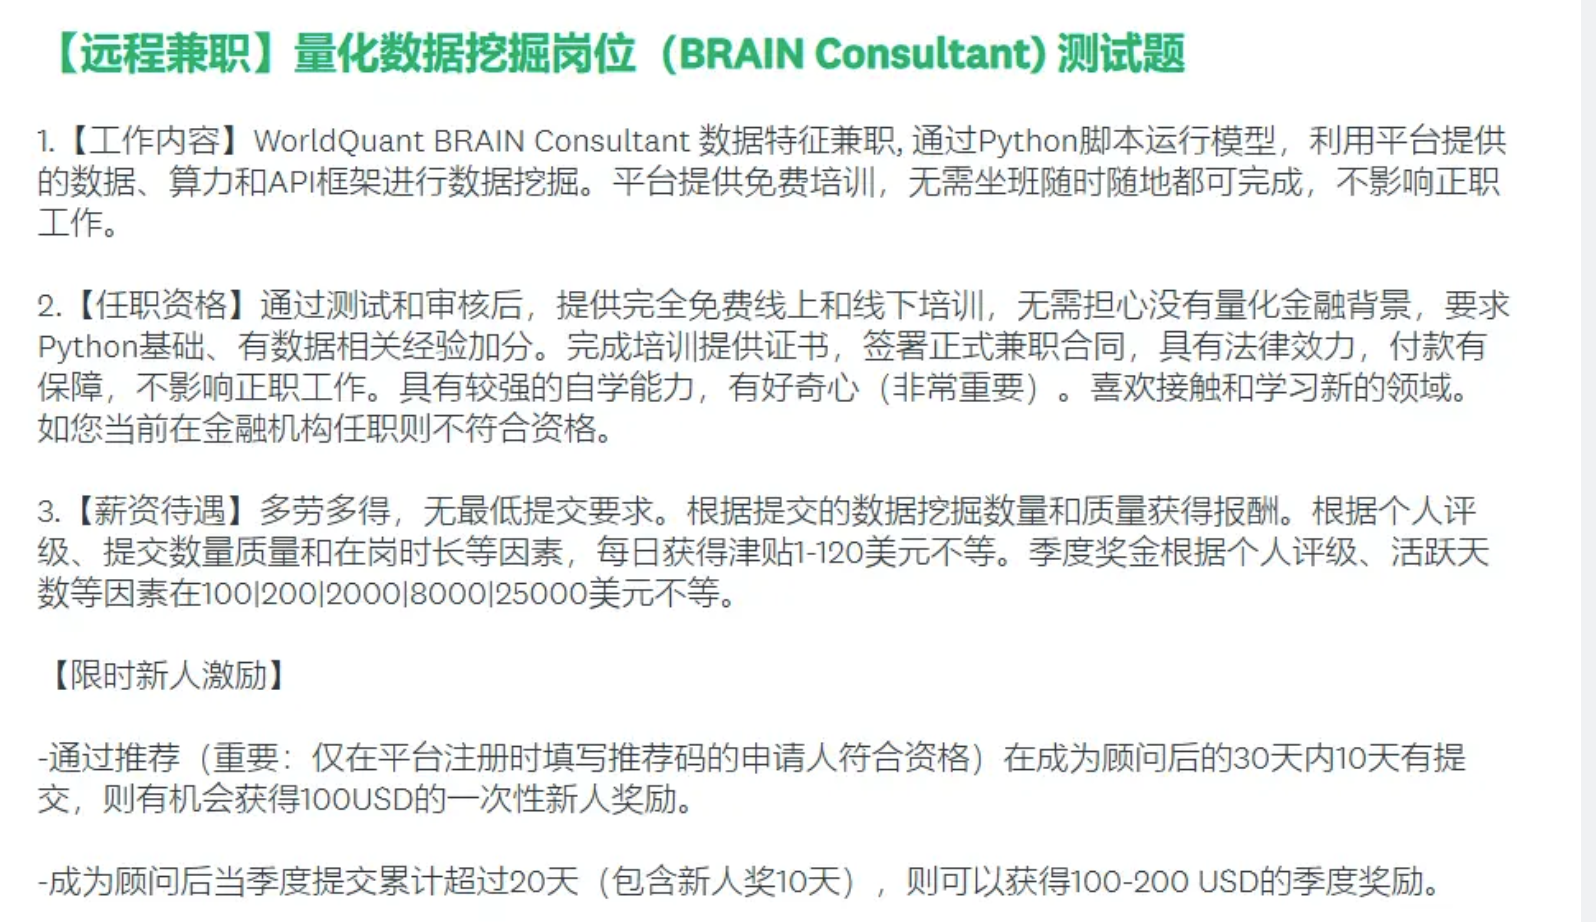 【远程兼职】量化数据挖掘岗位（BRAIN Consultant) 测试题
1.【工作内容】WorldQuant BRAIN Consultant 数据特征兼职, 通过Python脚本运行模型，利用平台提供
的数据、算力和API框架进行数据挖掘。平台提供免费培训，无需坐班随时随地都可完成，不影响正职
工作。
2.【任职资格】通过测试和审核后，提供完全免费线上和线下培训，无需担心没有量化金融背景，要求
Python基础、有数据相关经验加分。完成培训提供证书，签署正式兼职合同，具有法律效力，付款有
保障，不影响正职工作。具有较强的自学能力，有好奇心（非常重要）。喜欢接触和学习新的领域。
如您当前在金融机构任职则不符合资格。
3.【薪资待遇】多劳多得，无最低提交要求。根据提交的数据挖掘数量和质量获得报酬。根据个人评
级、提交数量质量和在岗时长等因素，每日获得津贴1-120美元不等。季度奖金根据个人评级、活跃天
数等因素在100|200|2000|8000|25000美元不等。
【限时新人激励】
-通过推荐（重要：仅在平台注册时填写推荐码的申请人符合资格）在成为顾问后的30天内10天有提
交，则有机会获得100USD的一次性新人奖励。
-成为顾问后当季度提交累计超过20天（包含新人奖10天），则可以获得100-200 USD的季度奖励。